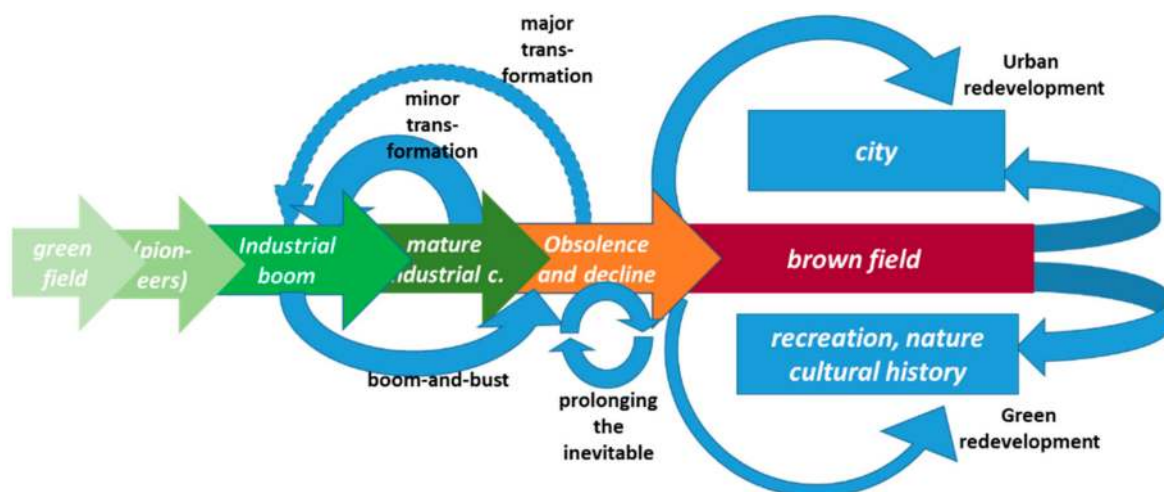 major
trans-
formation
minor
trans-
formation
Urban
redevelopment
city
green
field
(pion-
eers)
Industrial
boom
mature
industrial c.
Obsolence
and decline
brown field
recreation, nature
cultural history
boom-and-bust
prolonging
the
inevitable
Green
redevelopment